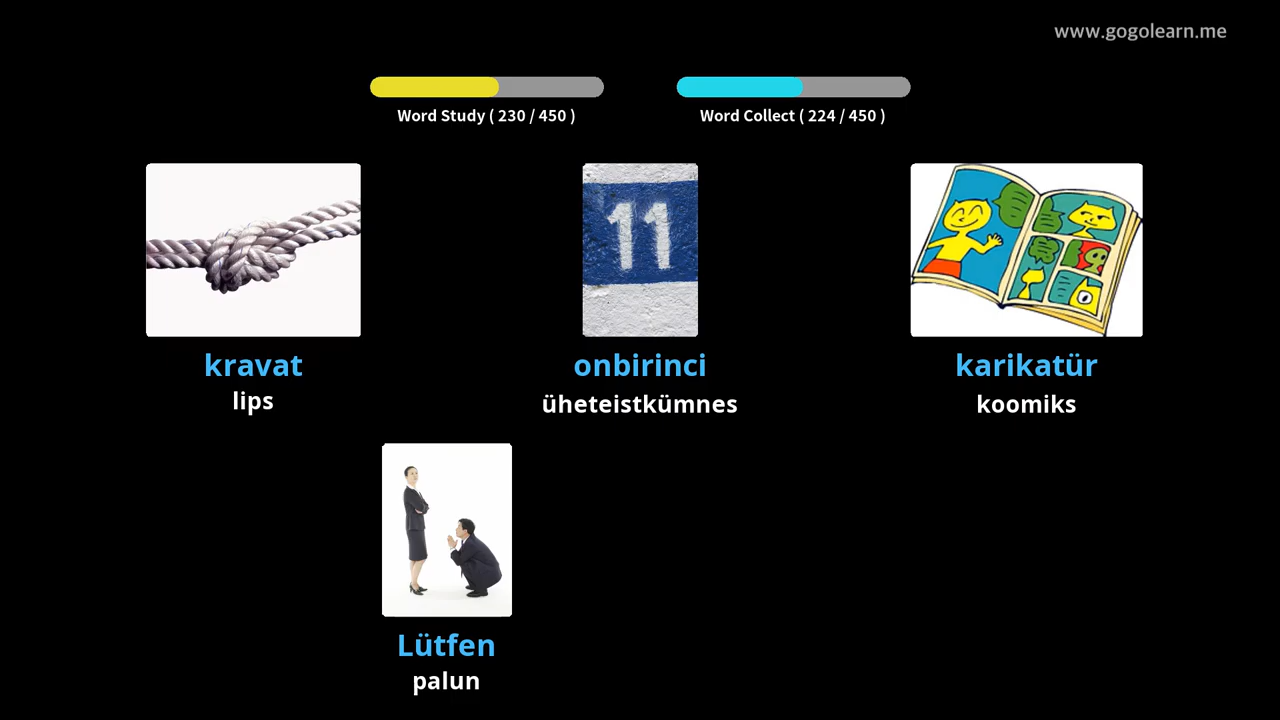 www.gogolearn.me
Word Study ( 230 / 450 )
Word Collect ( 224 / 450 )
11
kravat
lips
onbirinci
üheteistkümnes
karikatür
koomiks
Lütfen
palun